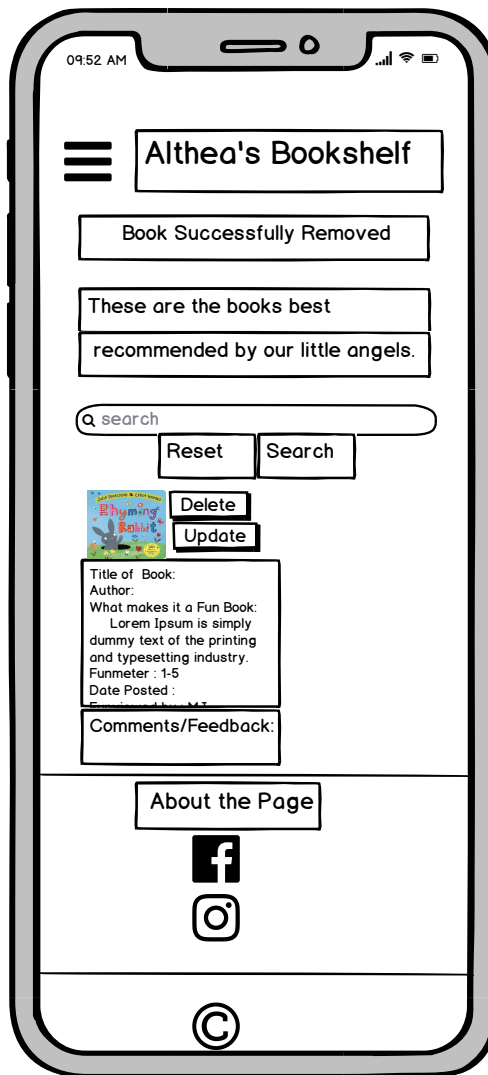 09:52 AM
Althea's Bookshelf
Book Successfully Removed
These are the books best
recommended by our little angels.
search
Reset Search
Rhyming
Rabbit
Delete
Update
Title of Book:
Author:
What makes it a Fun Book:
Lorem Ipsum is simply
dummy text of the printing
and typesetting industry.
Funmeter : 1-5
Date Posted :
Comments/Feedback:
About the Page
f
©